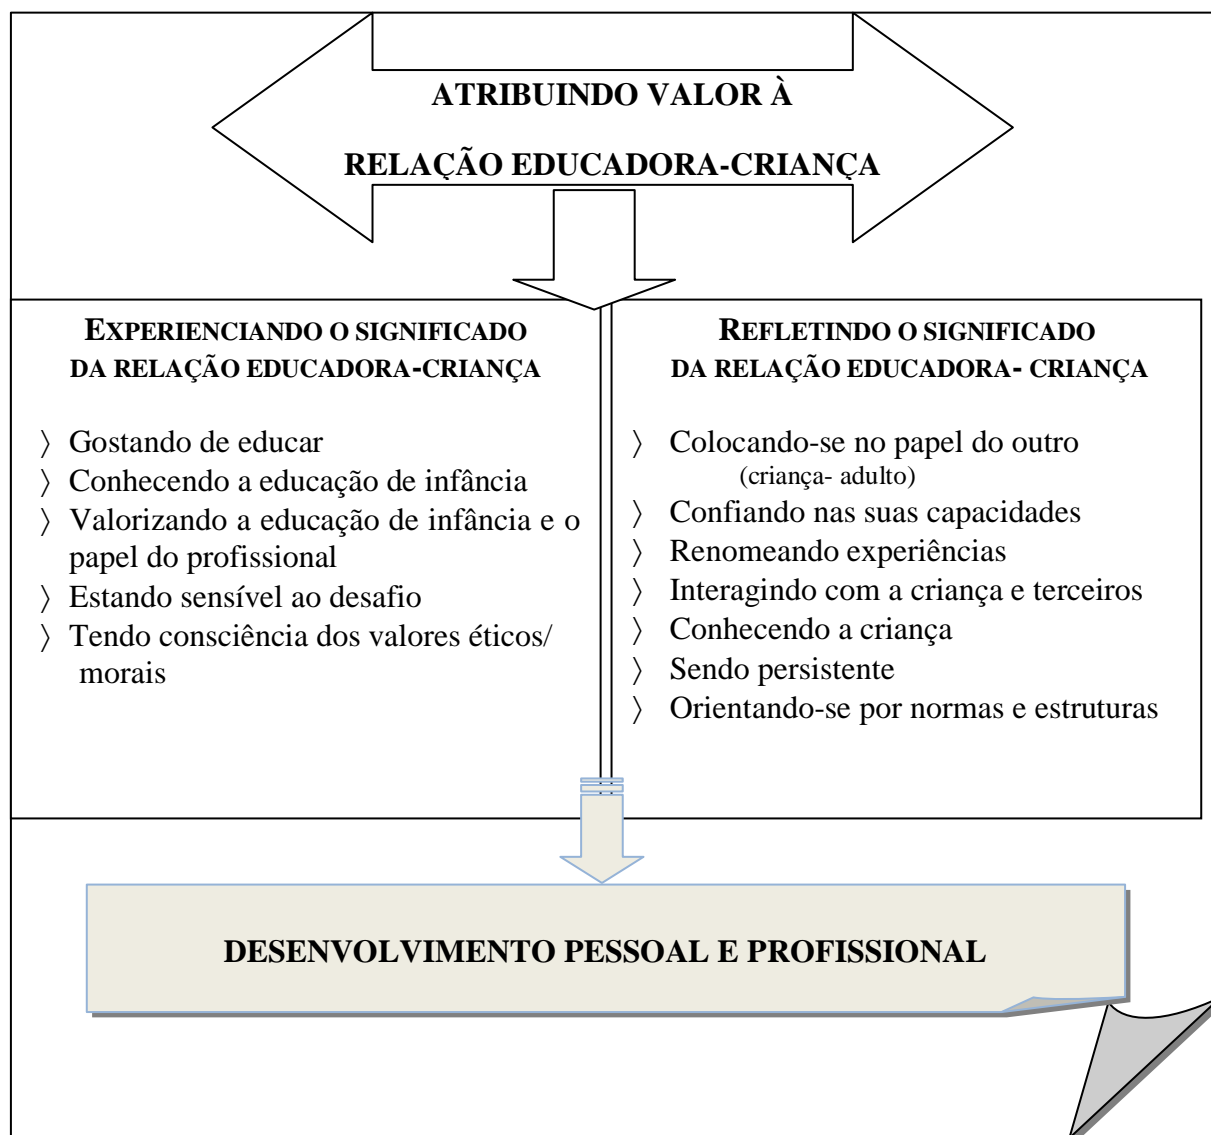 ATRIBUINDO VALOR À
RELAÇÃO EDUCADORA-CRIANÇA
EXPERIENCIANDO O SIGNIFICADO
DA RELAÇÃO EDUCADORA-CRIANÇA
〉 Gostando de educar
〉 Conhecendo a educação de infância
〉 Valorizando a educação de infância e o
papel do profissional
〉 Estando sensível ao desafio
〉 Tendo consciência dos valores éticos/
morais
REFLETINDO O SIGNIFICADO
DA RELAÇÃO EDUCADORA- CRIANÇA
〉 Colocando-se no papel do outro
(criança- adulto)
〉 Confiando nas suas capacidades
〉 Renomeando experiências
〉 Interagindo com a criança e terceiros
〉 Conhecendo a criança
〉 Sendo persistente
〉 Orientando-se por normas e estruturas
DESENVOLVIMENTO PESSOAL E PROFISSIONAL